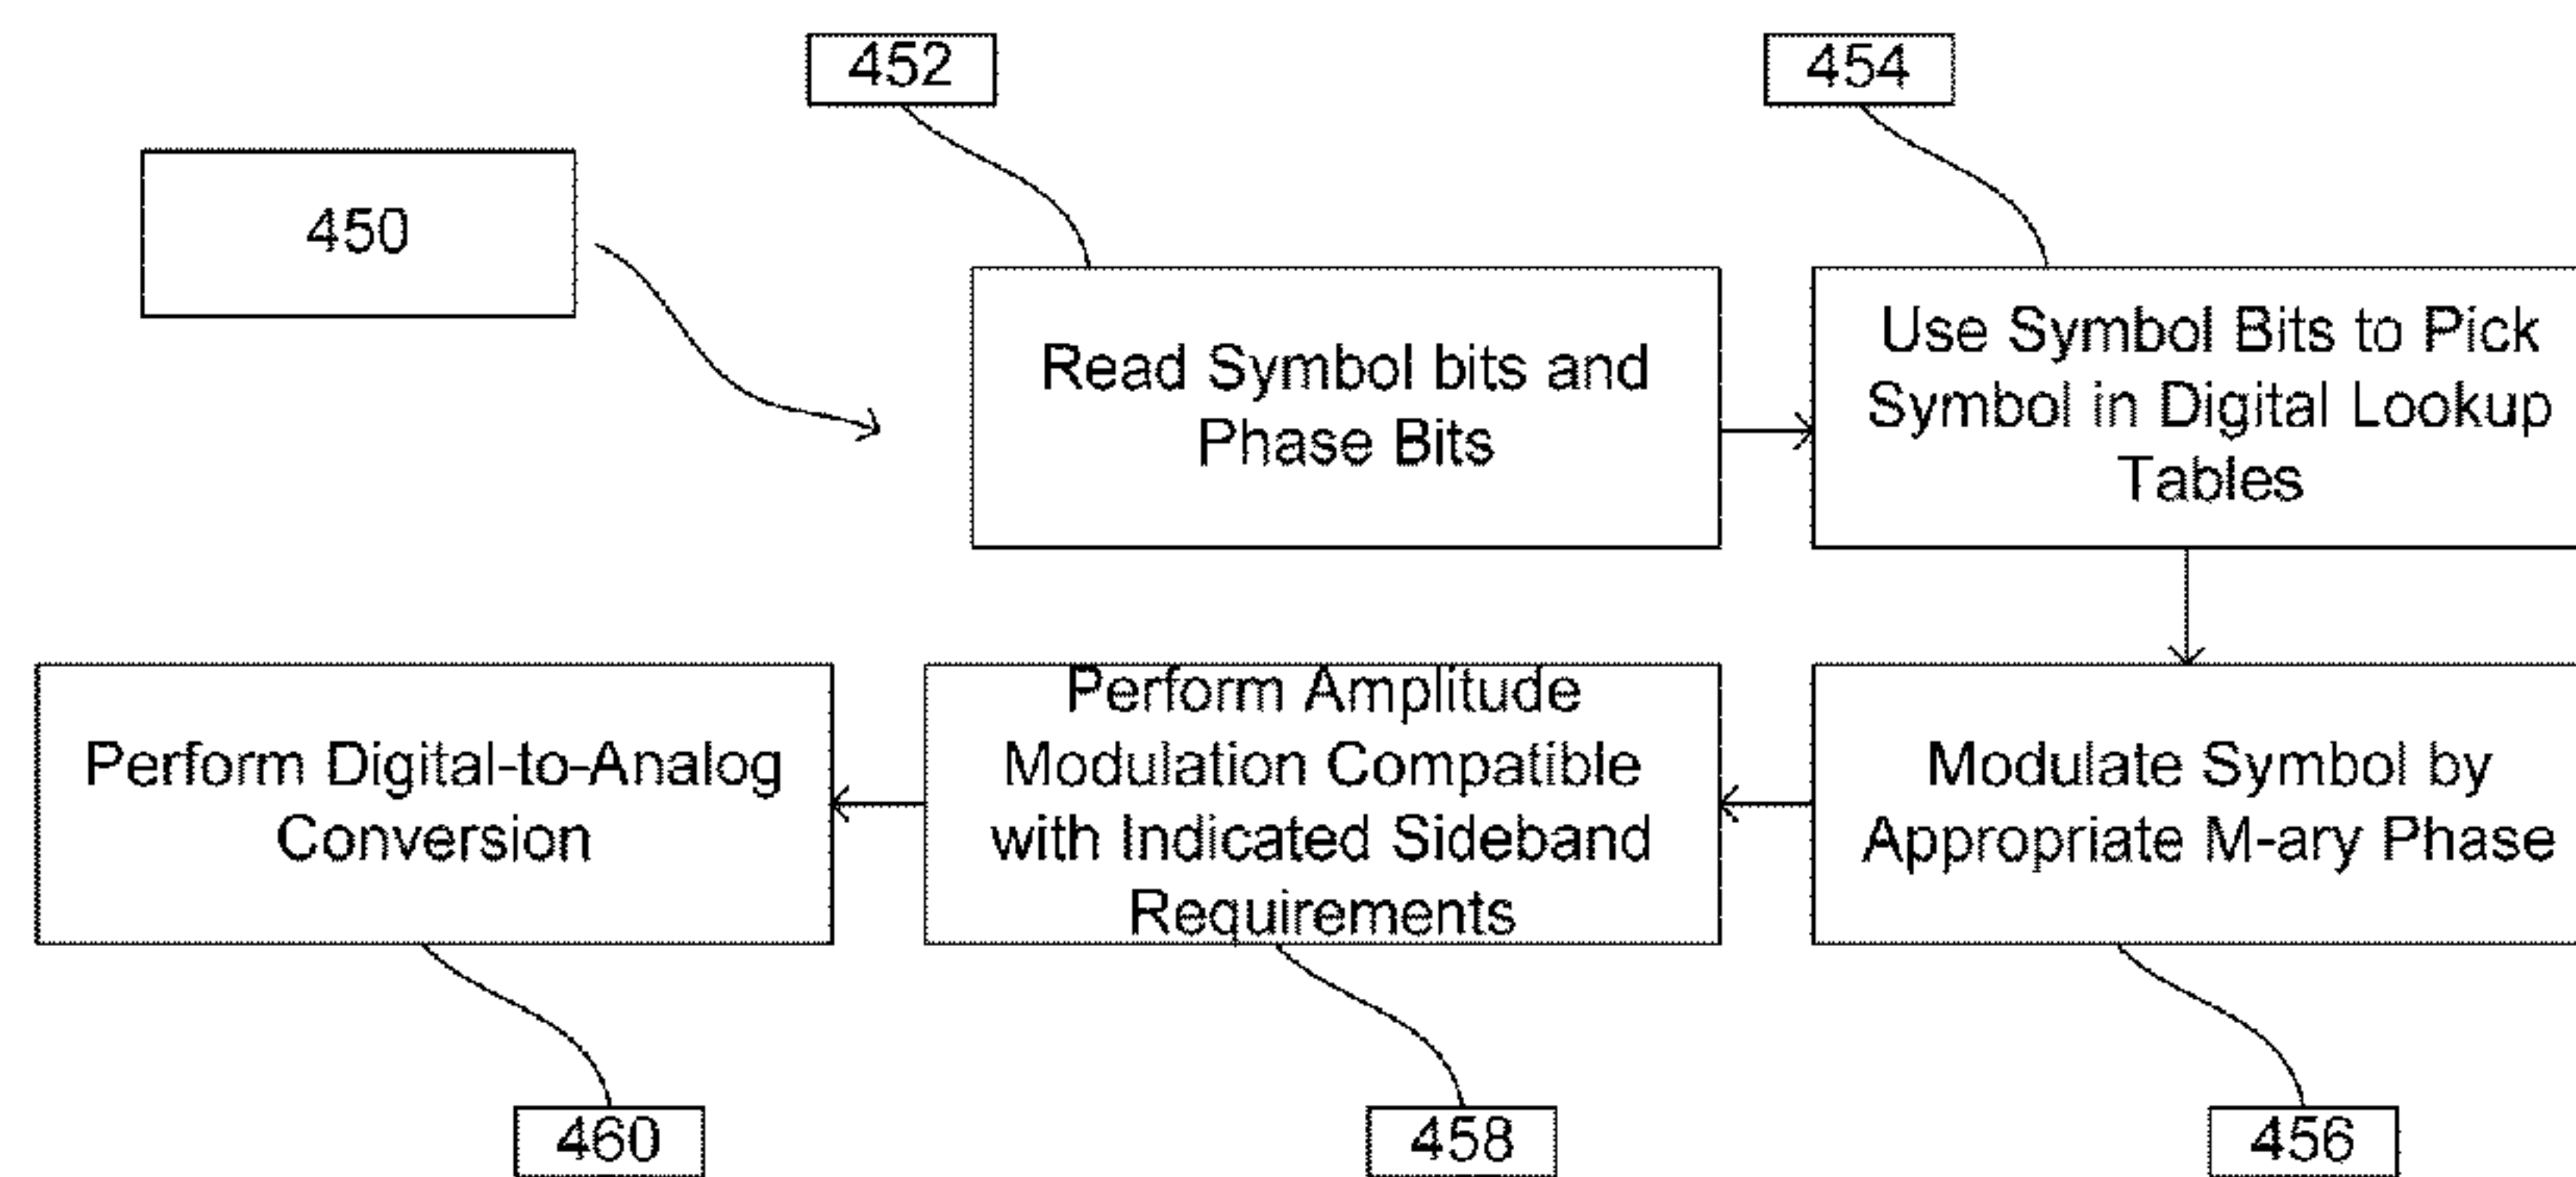 452
454
450
Read Symbol bits and
Phase Bits
Use Symbol Bits to Pick
Symbol in Digital Lookup
Tables
Perform Digital-to-Analog
Conversion
Perform Amplitude
Modulation Compatible
with Indicated Sideband
Requirements
Modulate Symbol by
Appropriate M-ary Phase
460
458
456